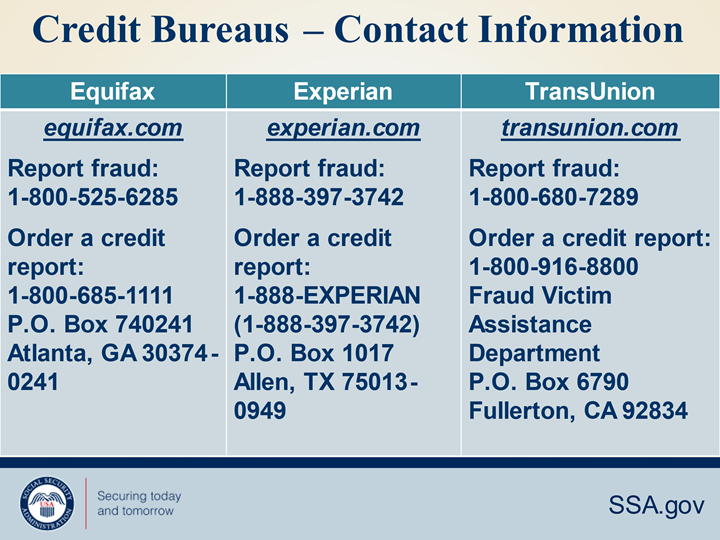 Credit Bureaus – Contact Information
Equifax
Experian
TransUnion
equifax.com
Report fraud:
1-800-525-6285
Order a credit
report:
1-800-685-1111
P.O. Box 740241
Atlanta, GA 30374-
0241
experian.com
Report fraud:
1-888-397-3742
Order a credit
report:
1-888-EXPERIAN
(1-888-397-3742)
P.O. Box 1017
Allen, TX 75013-
0949
transunion.com
Report fraud:
1-800-680-7289
Order a credit report:
1-800-916-8800
Fraud Victim
Assistance
Department
P.O. Box 6790
Fullerton, CA 92834
SOCIAL SECURITY
USA
ADMINISTRATION
Securing today
and tomorrow
SSA.gov